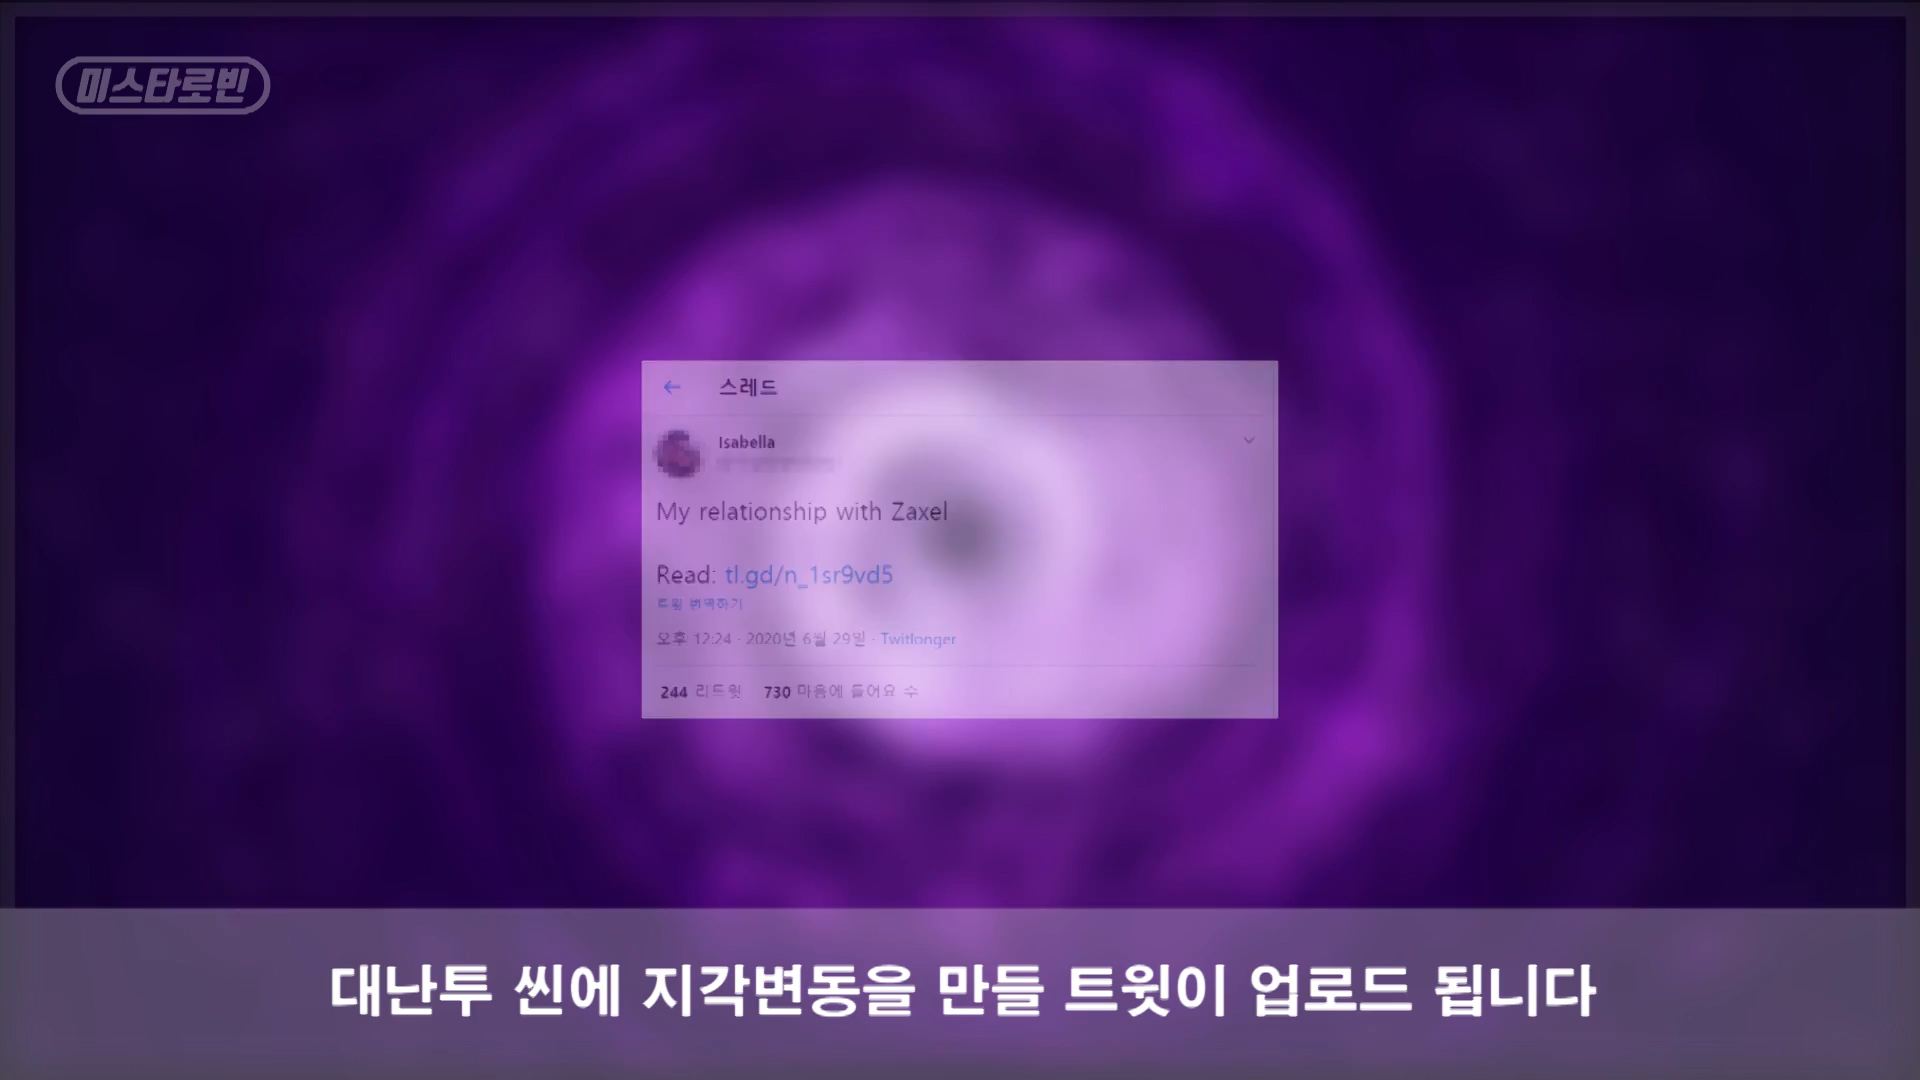 미스타로빈
← 스레드
Isabella
My relationship with Zaxel
Read: tl.gd/n_1sr9vd5
트윗 번역하기
오후 12:24 · 2020년 6월 29일 · Twitlonger
244 리트윗 730 마음에 들어요 수
대난투 씬에 지각변동을 만들 트윗이 업로드 됩니다